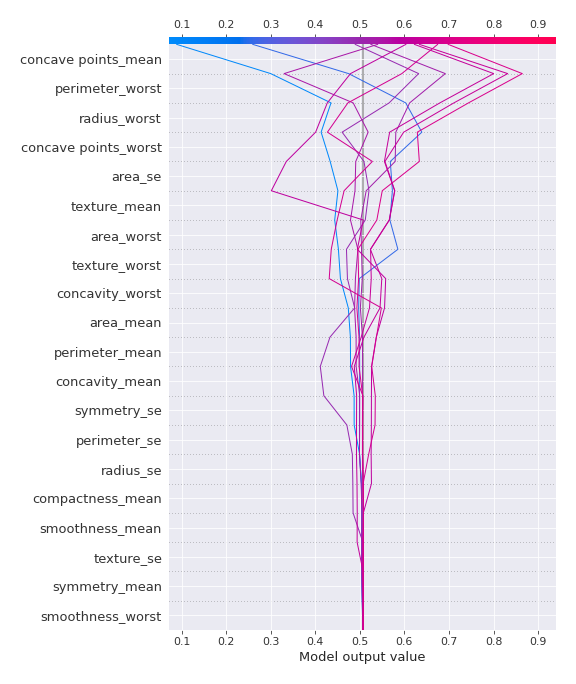 0.1 0.2 0.3 0.4 0.5 0.6 0.7 0.8 0.9
concave points_mean
perimeter_worst
radius_worst
concave points_worst
area_se
texture_mean
area_worst
texture_worst
concavity_worst
area_mean
perimeter_mean
concavity_mean
symmetry_se
perimeter_se
radius_se
compactness_mean
smoothness_mean
texture_se
symmetry_mean
smoothness_worst
0.1 0.2 0.3 0.4 0.5 0.6 0.7 0.8 0.9
Model output value